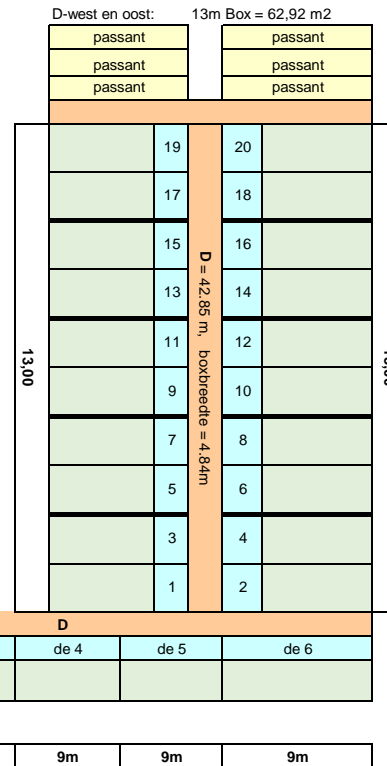 D-west en oost: 13m Box = 62,92 m2
passant passant
passant passant
passant passant
19 20
17 18
15 16
13 14
11 12
9 10
7 8
5 6
3 4
1 2
13,00
D = 42.85 m, boxbreedte = 4.84m
D
de 4 de 5 de 6
9m 9m 9m